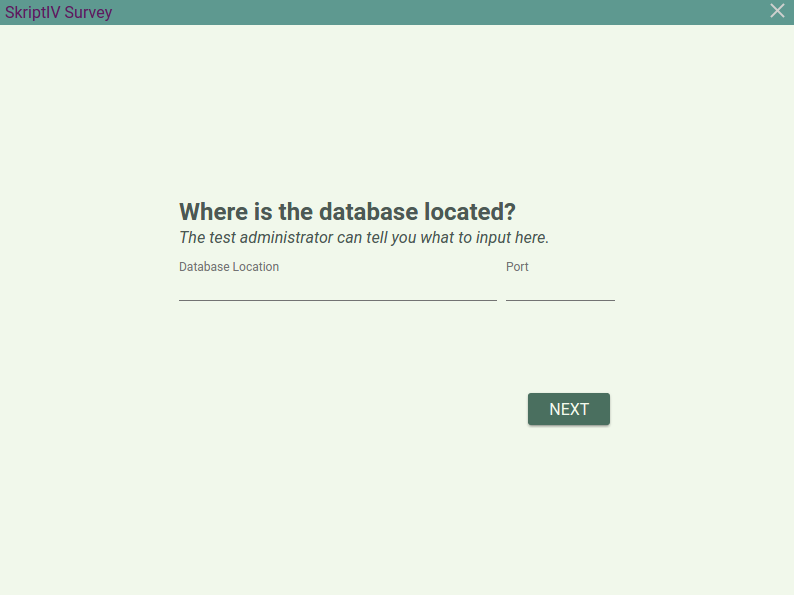 SkriptIV Survey
Where is the database located?
The test administrator can tell you what to input here.
Database Location Port
NEXT